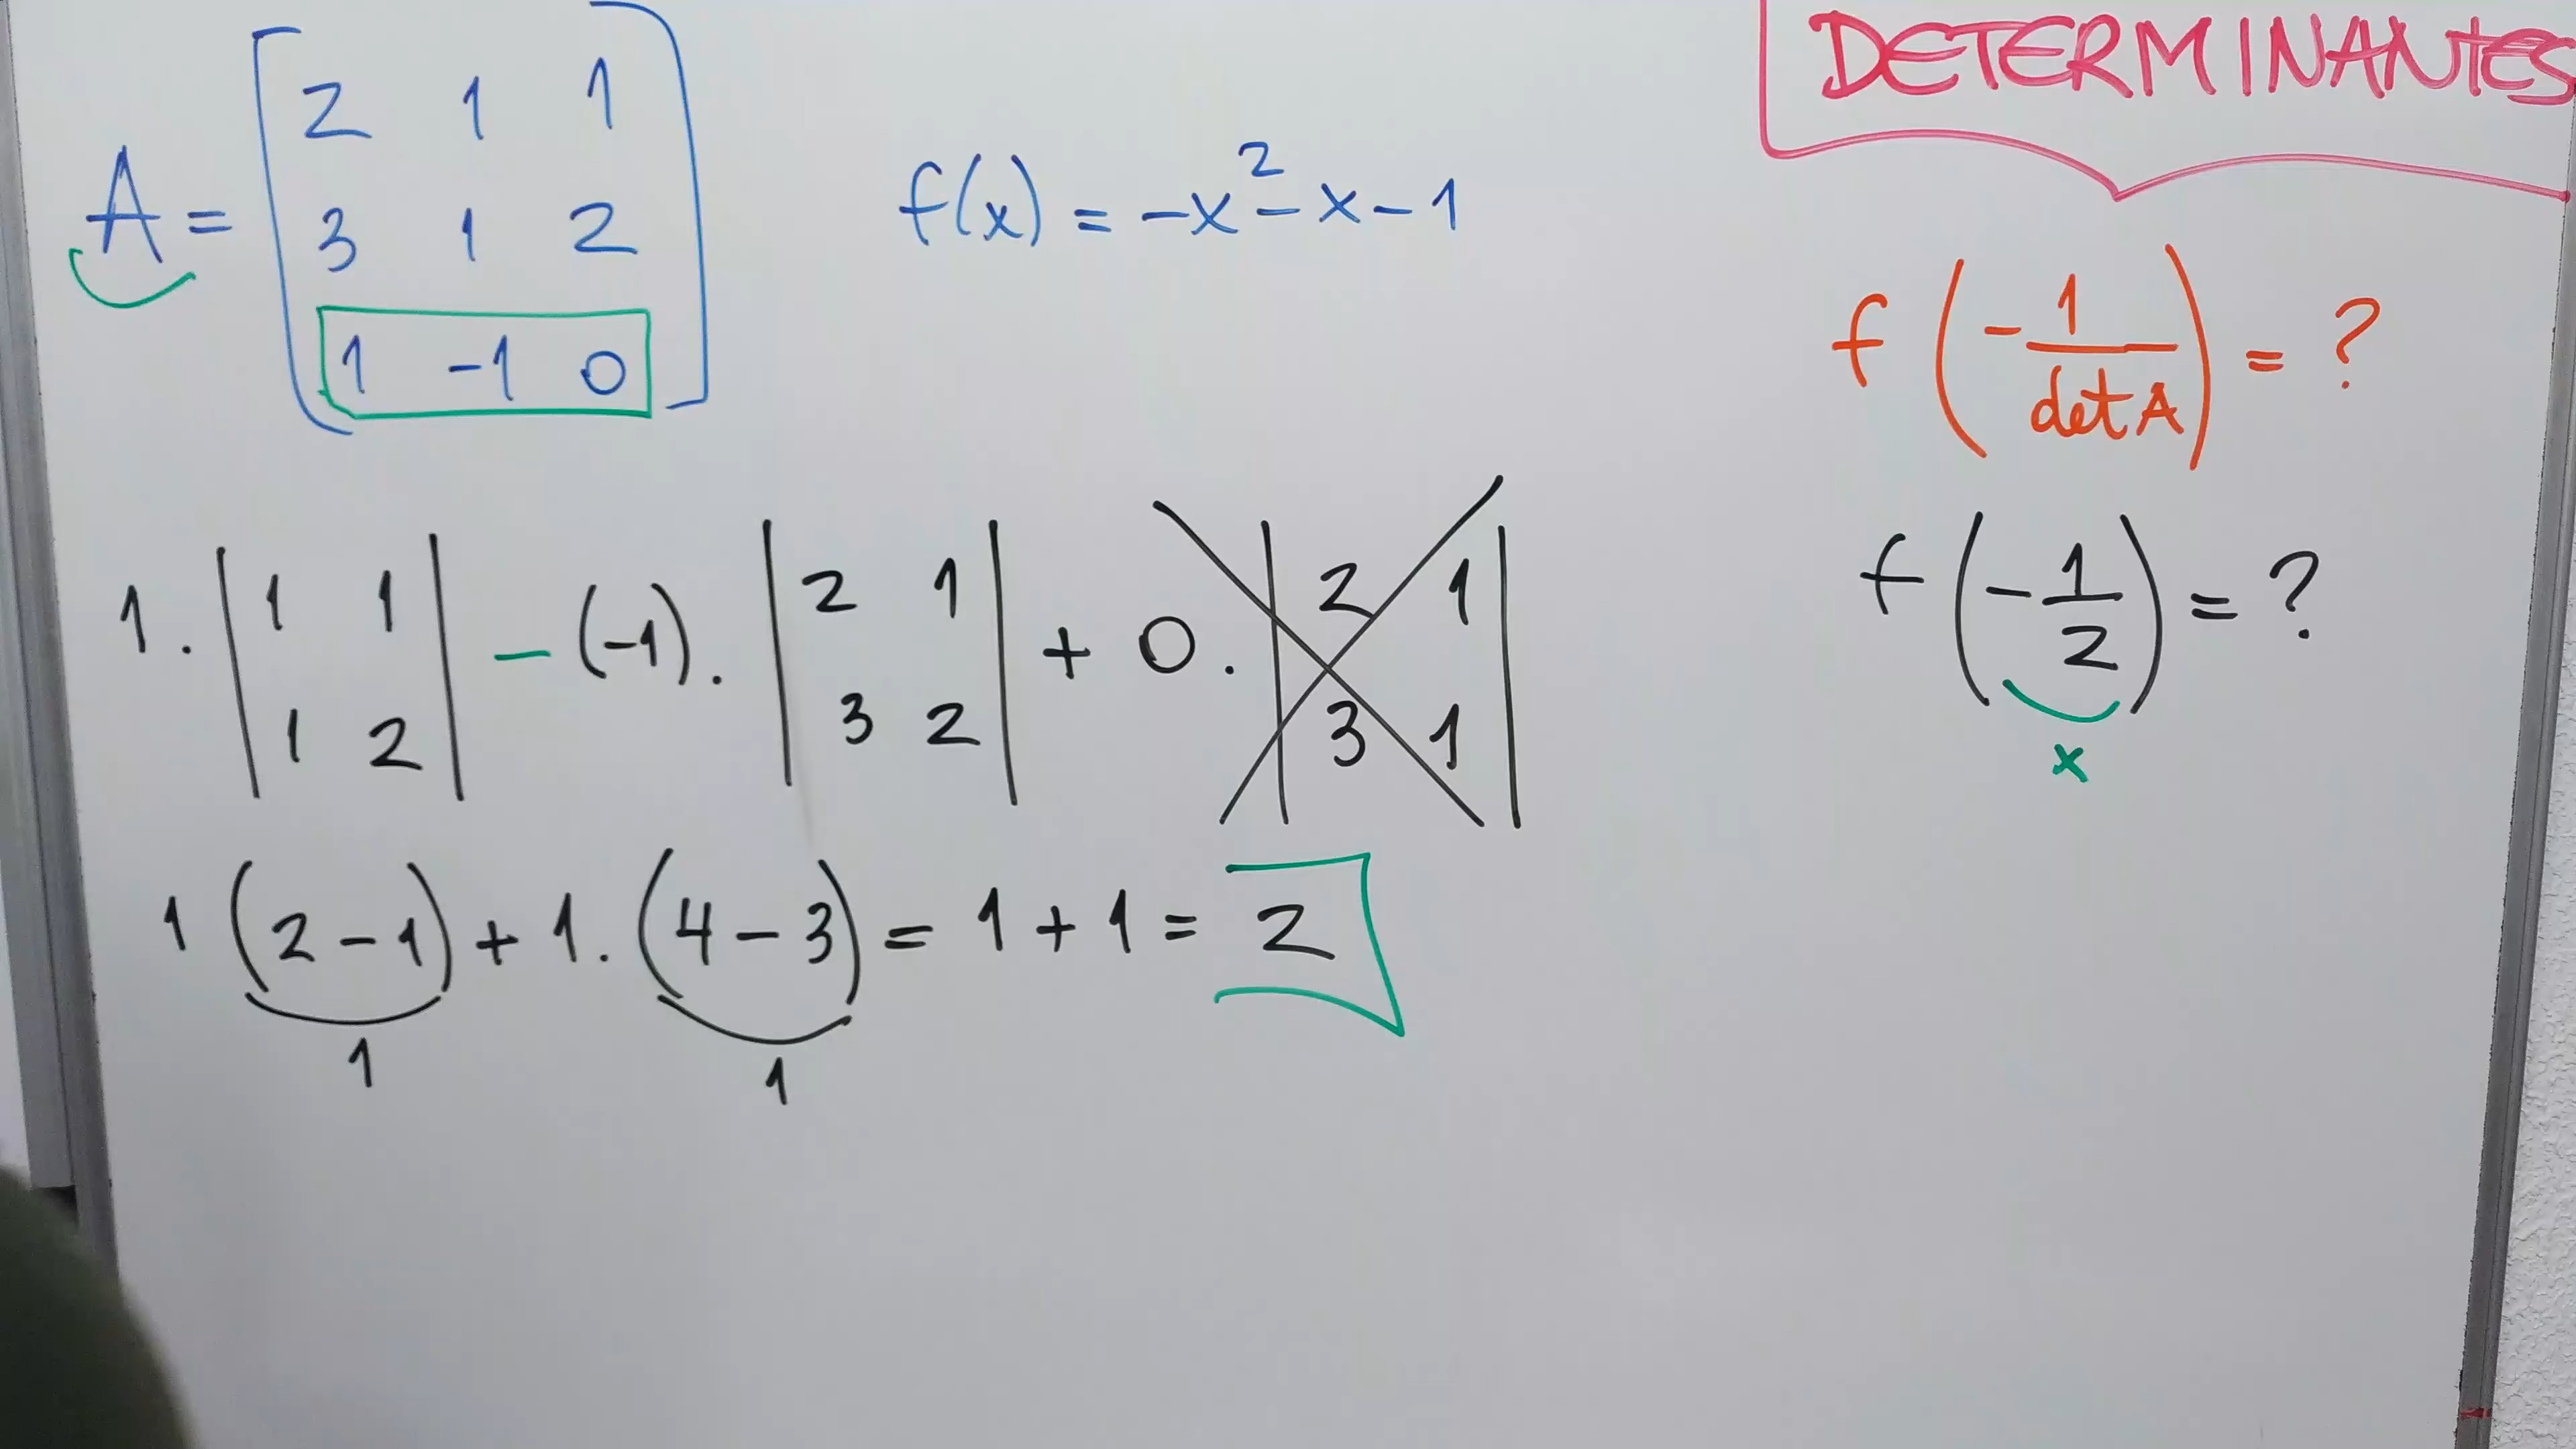 DETERMINANTES
A = [ 2 1 1
3 1 2
1 -1 0 ]
f(x) = -x² - x - 1
f(-1/detA) = ?
f(-1/2) = ?
x
1. |1 1| - (-1). |2 1| + 0. |2 1|
|1 2| |3 2| |3 1|
1 (2 - 1) + 1. (4 - 3) = 1 + 1 = 2
1 1